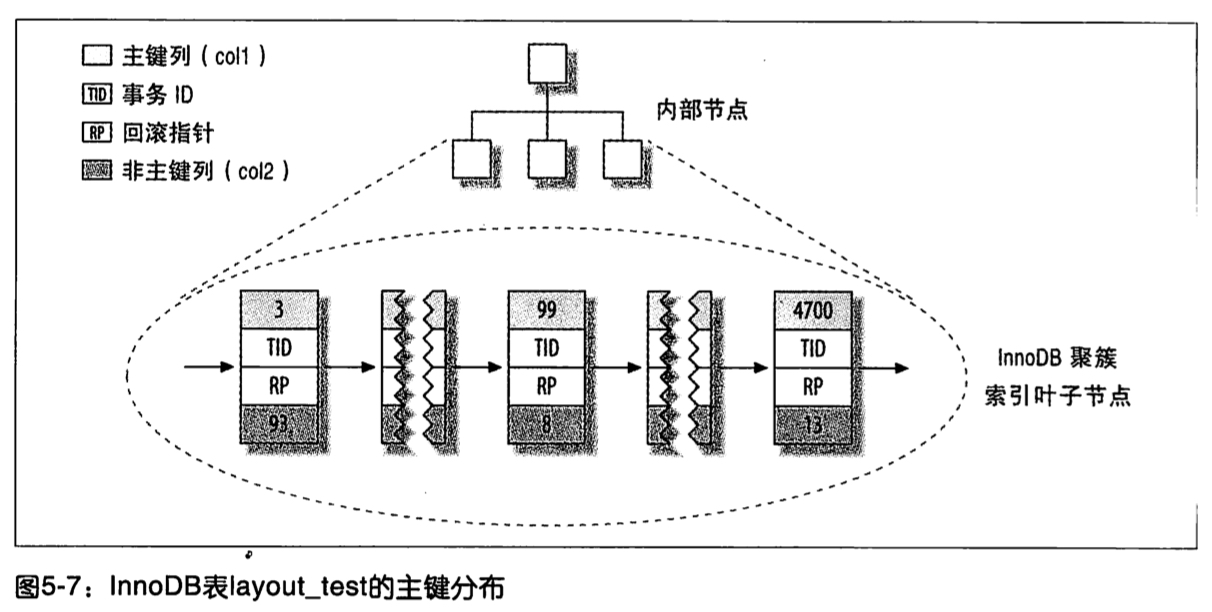 主键列（col1）
TID 事务 ID
RP 回滚指针
非主键列（col2）
内部节点
3
TID
RP
93
99
TID
RP
8
4700
TID
RP
13
InnoDB 聚簇
索引叶子节点
图5-7：InnoDB表layout_test的主键分布